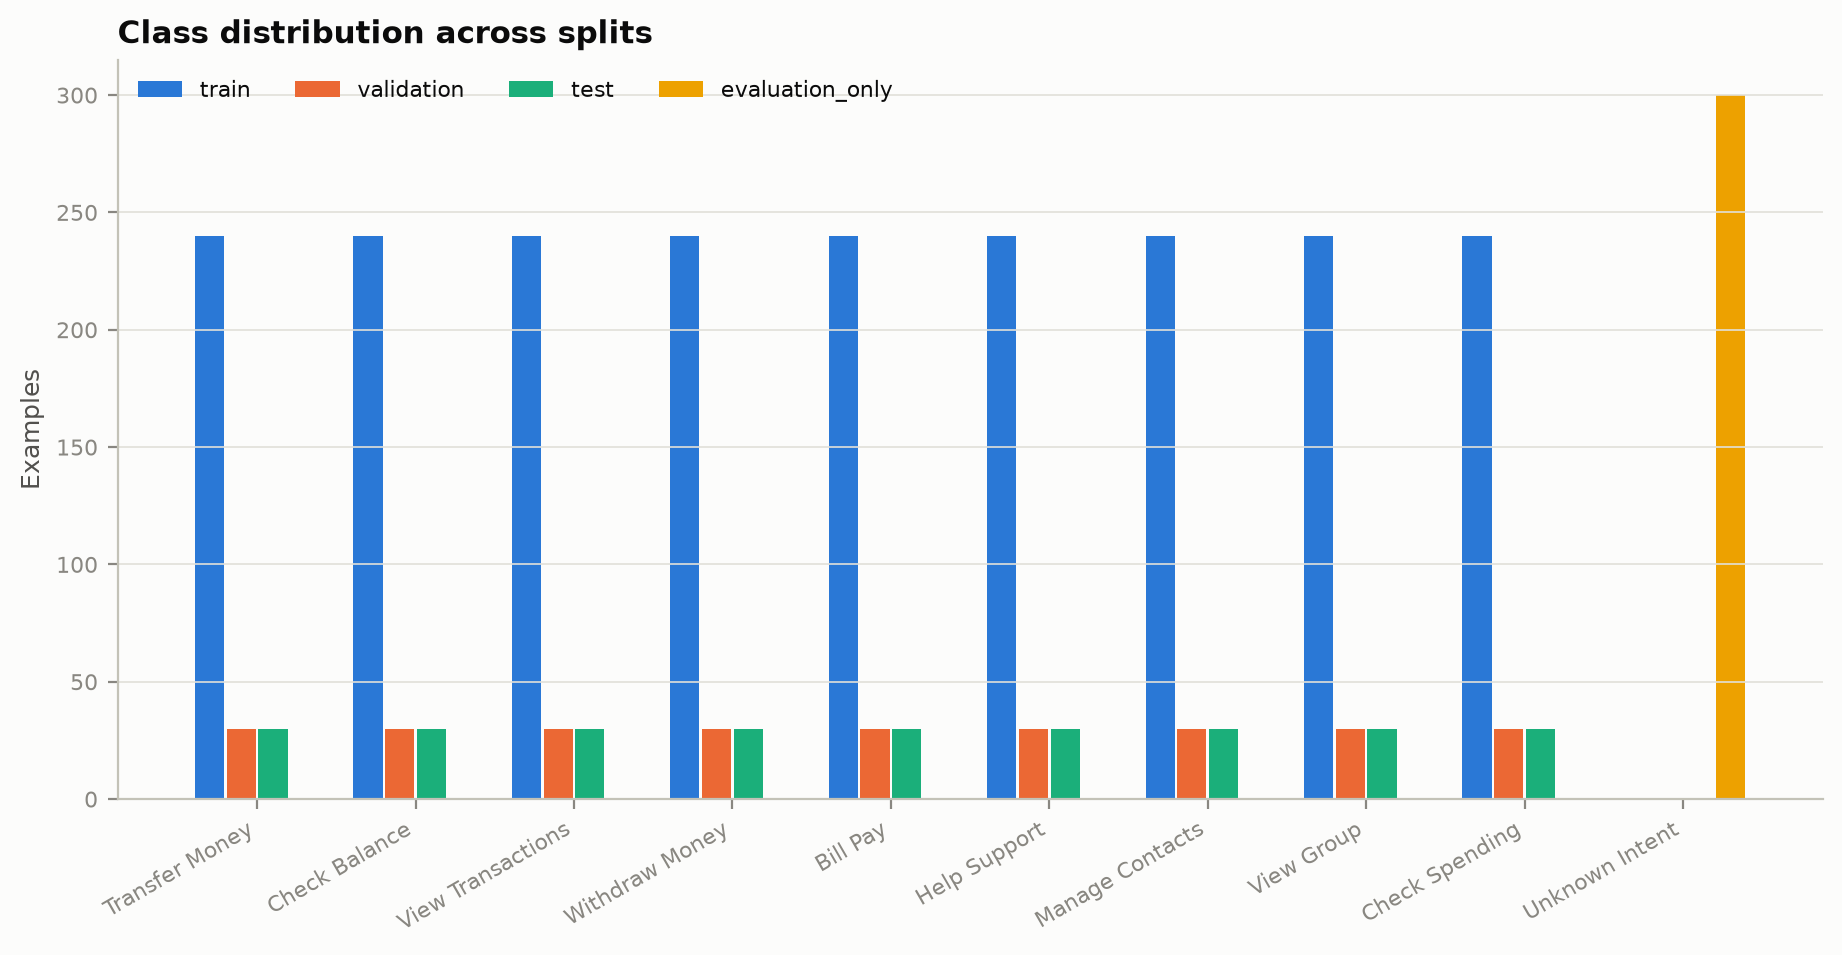 Class distribution across splits
train validation test evaluation_only
300
250
200
150
100
50
0
Examples
Transfer Money
Check Balance
View Transactions
Withdraw Money
Bill Pay
Help Support
Manage Contacts
View Group
Check Spending
Unknown Intent